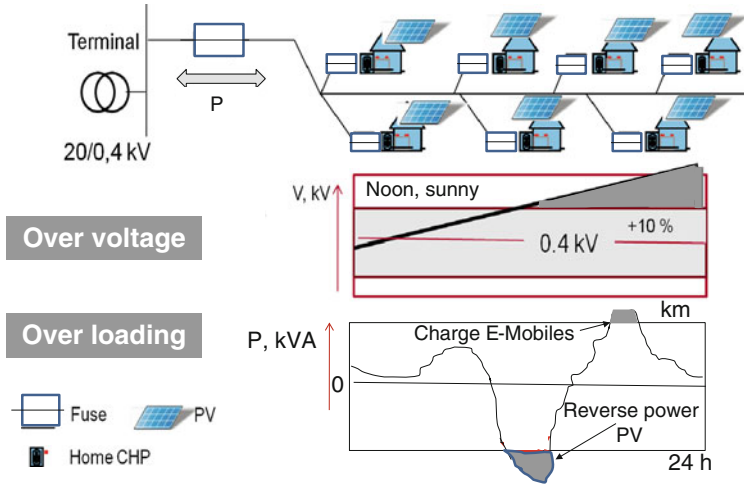 Terminal
P
20/0,4 kV
V, kV
Noon, sunny
+10 %
0.4 kV
Over voltage
km
Over loading
P, kVA
Charge E-Mobiles
0
Reverse power
PV
24 h
Fuse
PV
Home CHP